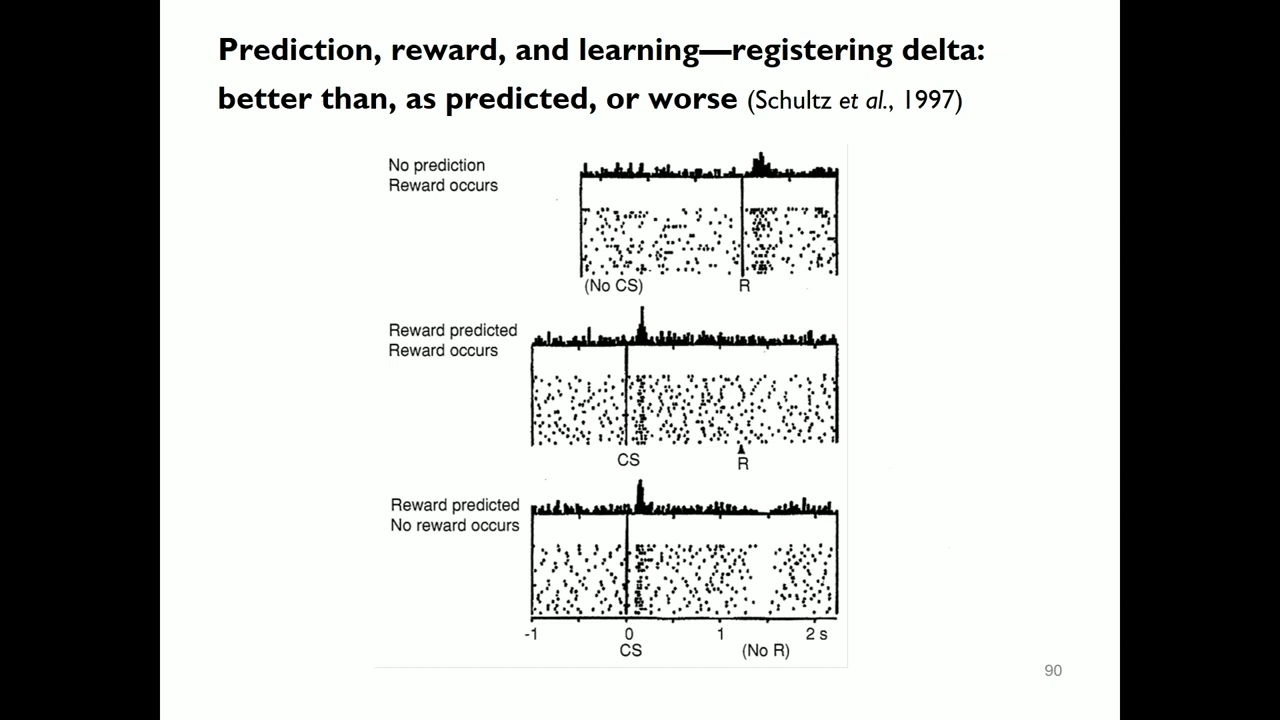 Prediction, reward, and learning—registering delta:
better than, as predicted, or worse (Schultz et al., 1997)
No prediction
Reward occurs
(No CS)
R
Reward predicted
Reward occurs
CS
R
Reward predicted
No reward occurs
-1
0
1
2 s
CS
(No R)
90